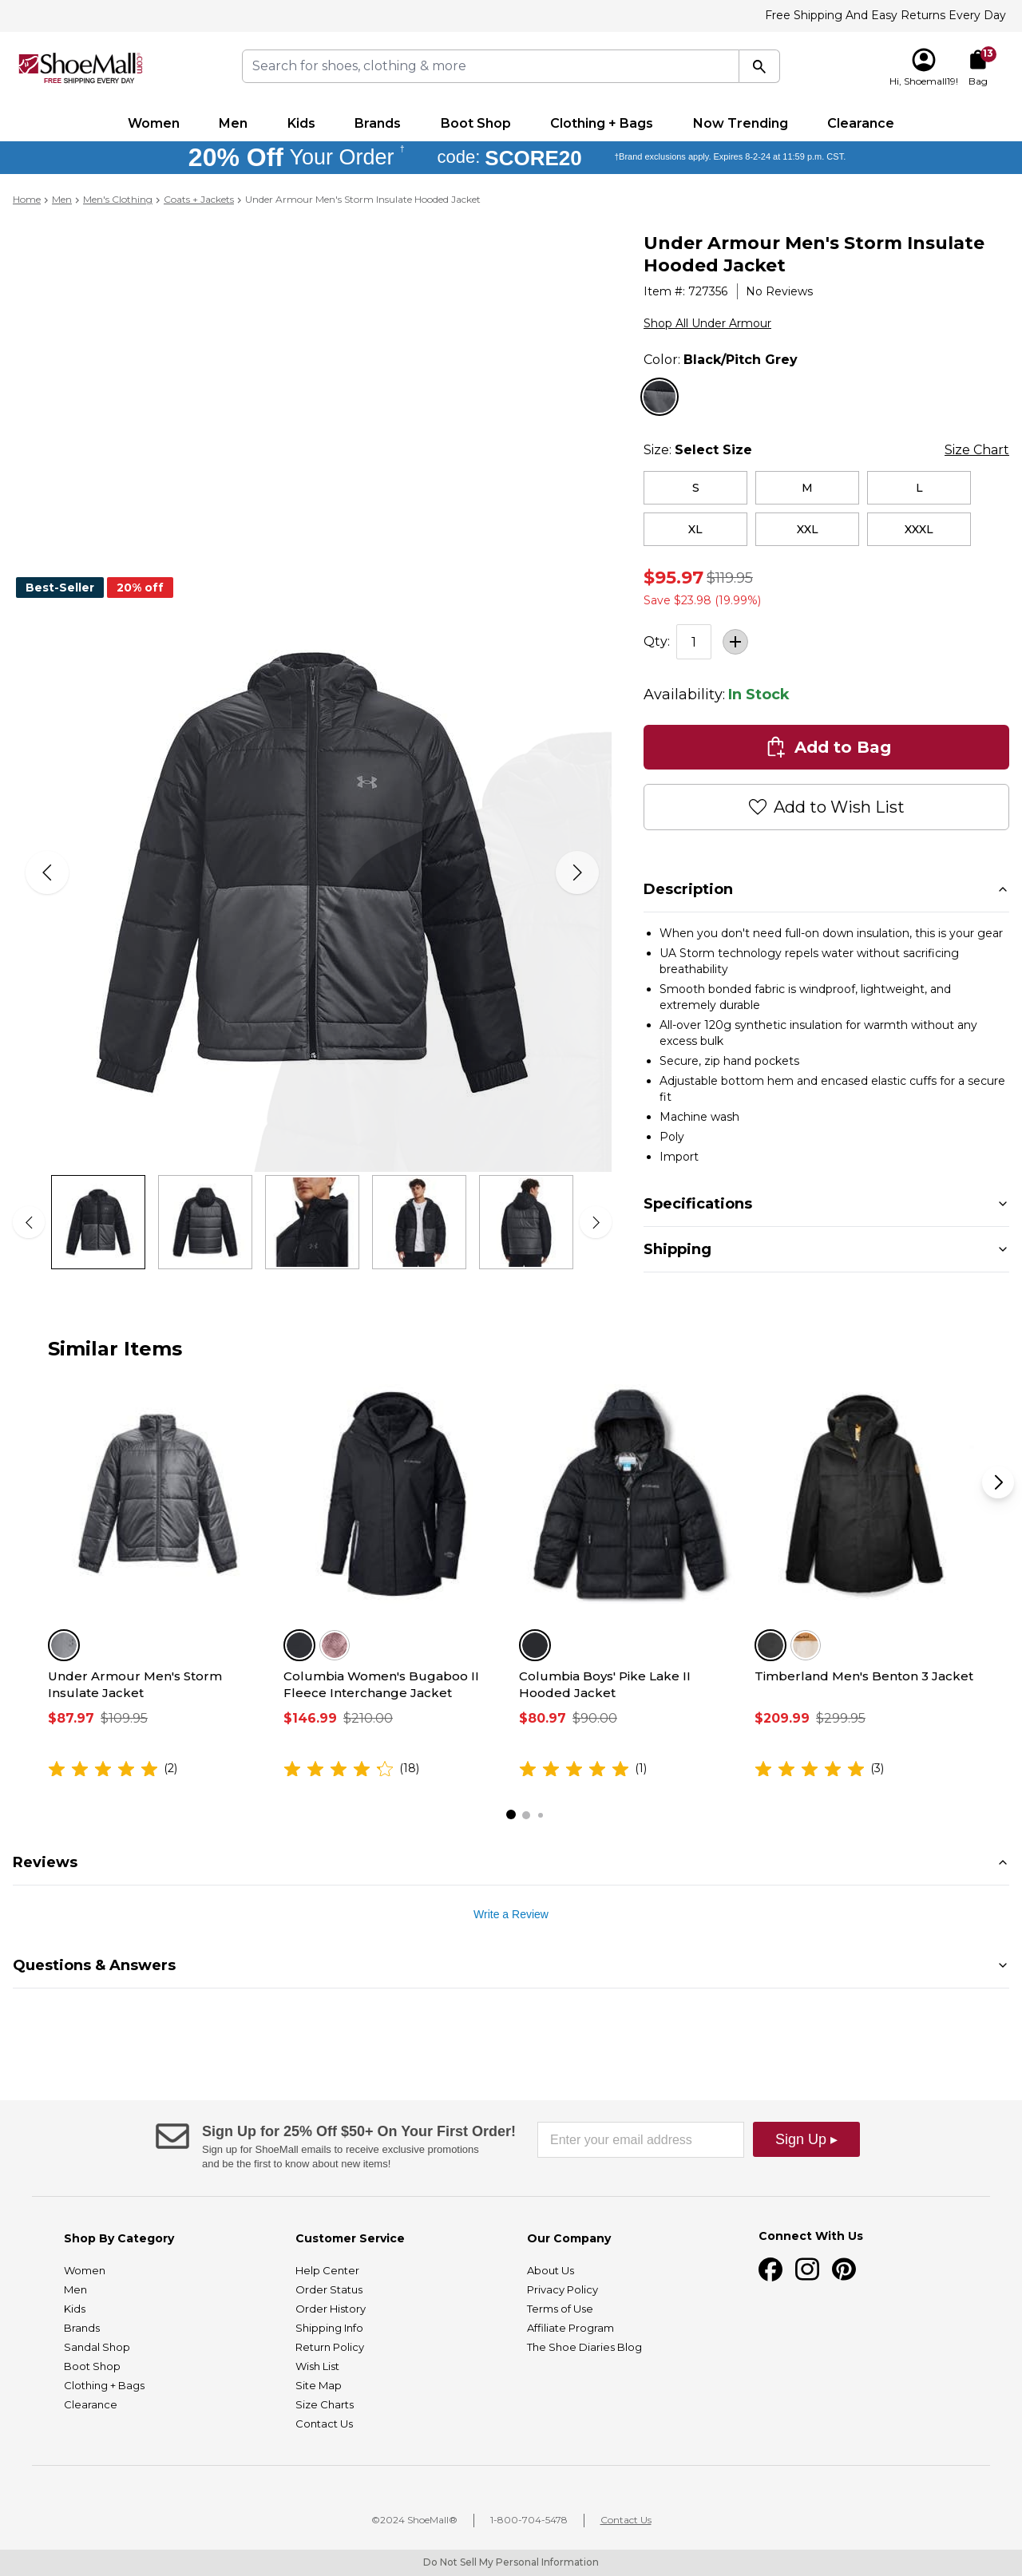 Free Shipping And Easy Returns Every Day
ShoeMall.com
FREE SHIPPING EVERY DAY
Search for shoes, clothing & more
13
Hi, Shoemall19!
Bag
Women Men Kids Brands Boot Shop Clothing + Bags Now Trending Clearance
20% Off Your Order † code: SCORE20 †Brand exclusions apply. Expires 8-2-24 at 11:59 p.m. CST.
Home > Men > Men's Clothing > Coats + Jackets > Under Armour Men's Storm Insulate Hooded Jacket
Best-Seller 20% off
Under Armour Men's Storm Insulate
Hooded Jacket
Item #: 727356 | No Reviews
Shop All Under Armour
Color: Black/Pitch Grey
Size: Select Size Size Chart
S M L
XL XXL XXXL
$95.97 $119.95
Save $23.98 (19.99%)
Qty: 1 +
Availability: In Stock
Add to Bag
Add to Wish List
Description
• When you don't need full-on down insulation, this is your gear
• UA Storm technology repels water without sacrificing
breathability
• Smooth bonded fabric is windproof, lightweight, and
extremely durable
• All-over 120g synthetic insulation for warmth without any
excess bulk
• Secure, zip hand pockets
• Adjustable bottom hem and encased elastic cuffs for a secure
fit
• Machine wash
• Poly
• Import
Specifications
Shipping
Similar Items
Under Armour Men's Storm
Insulate Jacket
$87.97 $109.95
(2)
Columbia Women's Bugaboo II
Fleece Interchange Jacket
$146.99 $210.00
(18)
Columbia Boys' Pike Lake II
Hooded Jacket
$80.97 $90.00
(1)
Timberland Men's Benton 3 Jacket
$209.99 $299.95
(3)
Reviews
Write a Review
Questions & Answers
Sign Up for 25% Off $50+ On Your First Order!
Sign up for ShoeMall emails to receive exclusive promotions
and be the first to know about new items!
Enter your email address
Sign Up ▸
Shop By Category
Women
Men
Kids
Brands
Sandal Shop
Boot Shop
Clothing + Bags
Clearance
Customer Service
Help Center
Order Status
Order History
Shipping Info
Return Policy
Wish List
Site Map
Size Charts
Contact Us
Our Company
About Us
Privacy Policy
Terms of Use
Affiliate Program
The Shoe Diaries Blog
Connect With Us
©2024 ShoeMall® | 1-800-704-5478 | Contact Us
Do Not Sell My Personal Information